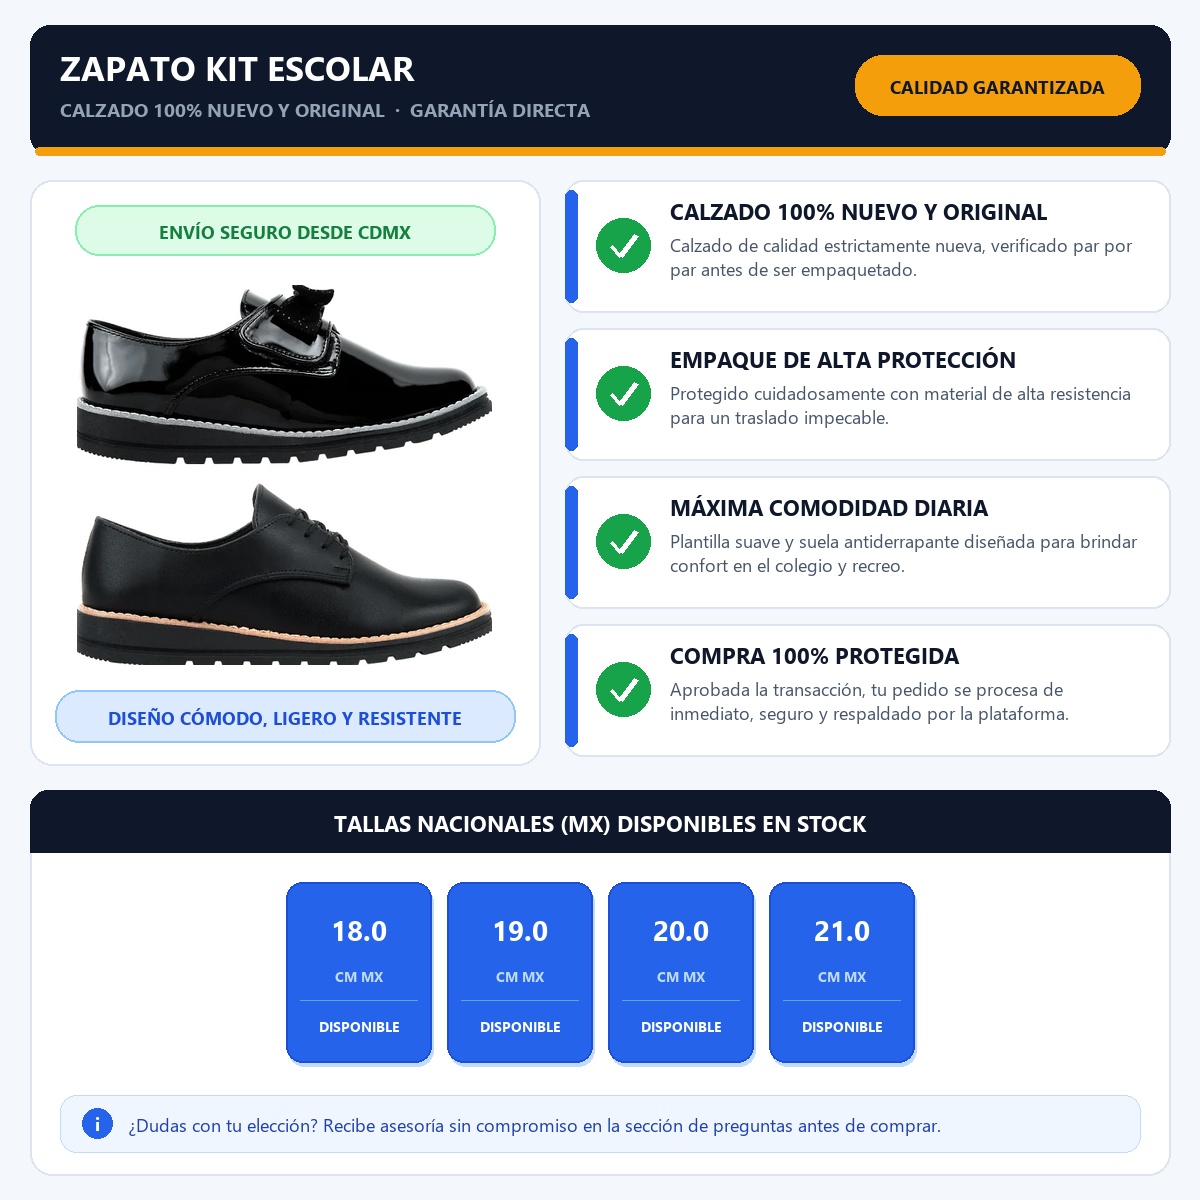 ZAPATO KIT ESCOLAR
CALZADO 100% NUEVO Y ORIGINAL · GARANTÍA DIRECTA
CALIDAD GARANTIZADA
ENVÍO SEGURO DESDE CDMX
DISEÑO CÓMODO, LIGERO Y RESISTENTE
CALZADO 100% NUEVO Y ORIGINAL
Calzado de calidad estrictamente nueva, verificado par por
par antes de ser empaquetado.
EMPAQUE DE ALTA PROTECCIÓN
Protegido cuidadosamente con material de alta resistencia
para un traslado impecable.
MÁXIMA COMODIDAD DIARIA
Plantilla suave y suela antiderrapante diseñada para brindar
confort en el colegio y recreo.
COMPRA 100% PROTEGIDA
Aprobada la transacción, tu pedido se procesa de
inmediato, seguro y respaldado por la plataforma.
TALLAS NACIONALES (MX) DISPONIBLES EN STOCK
18.0
CM MX
DISPONIBLE
19.0
CM MX
DISPONIBLE
20.0
CM MX
DISPONIBLE
21.0
CM MX
DISPONIBLE
¿Dudas con tu elección? Recibe asesoría sin compromiso en la sección de preguntas antes de comprar.